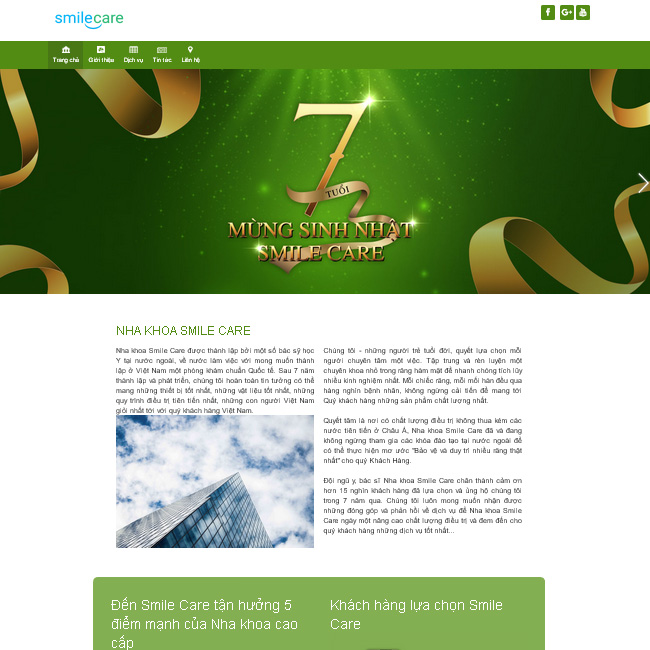 smilecare
Trang chủ Giới thiệu Dịch vụ Tin tức Liên hệ
7
TUỔI
MỪNG SINH NHẬT
SMILE CARE
NHA KHOA SMILE CARE
Nha khoa Smile Care được thành lập bởi một số bác sỹ học
Y tại nước ngoài, về nước làm việc với mong muốn thành
lập ở Việt Nam một phòng khám chuẩn Quốc tế. Sau 7 năm
thành lập và phát triển, chúng tôi hoàn toàn tin tưởng có thể
mang những thiết bị tốt nhất, những vật liệu tốt nhất, những
quy trình điều trị tiên tiến nhất, những con người Việt Nam
giỏi nhất tới với quý khách hàng Việt Nam.
Chúng tôi - những người trẻ tuổi đời, quyết lựa chọn mỗi
người chuyên tâm một việc. Tập trung và rèn luyện một
chuyên khoa nhỏ trong răng hàm mặt để nhanh chóng tích lũy
nhiều kinh nghiệm nhất. Mỗi chiếc răng, mỗi mối hàn đều qua
hàng nghìn bệnh nhân, không ngừng cải tiến để mang tới
Quý khách hàng những sản phẩm chất lượng nhất.
Quyết tâm là nơi có chất lượng điều trị không thua kém các
nước tiên tiến ở Châu Á, Nha khoa Smile Care đã và đang
không ngừng tham gia các khóa đào tạo tại nước ngoài để
có thể thực hiện mơ ước "Bảo vệ và duy trì nhiều răng thật
nhất" cho quý Khách Hàng.
Đội ngũ y, bác sĩ Nha khoa Smile Care chân thành cảm ơn
hơn 15 nghìn khách hàng đã lựa chọn và ủng hộ chúng tôi
trong 7 năm qua. Chúng tôi luôn mong muốn nhận được
những đóng góp và phản hồi về dịch vụ để Nha khoa Smile
Care ngày một nâng cao chất lượng điều trị và đem đến cho
quý khách hàng những dịch vụ tốt nhất...
Đến Smile Care tận hưởng 5
điểm mạnh của Nha khoa cao
cấp
Khách hàng lựa chọn Smile
Care